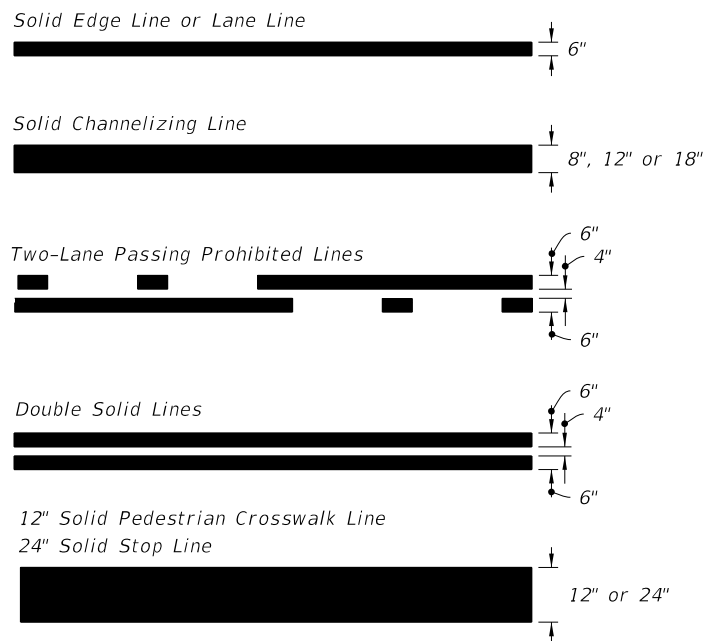 Solid Edge Line or Lane Line
6"
Solid Channelizing Line
8", 12" or 18"
Two-Lane Passing Prohibited Lines
6"
4"
6"
Double Solid Lines
6"
4"
6"
12" Solid Pedestrian Crosswalk Line
24" Solid Stop Line
12" or 24"